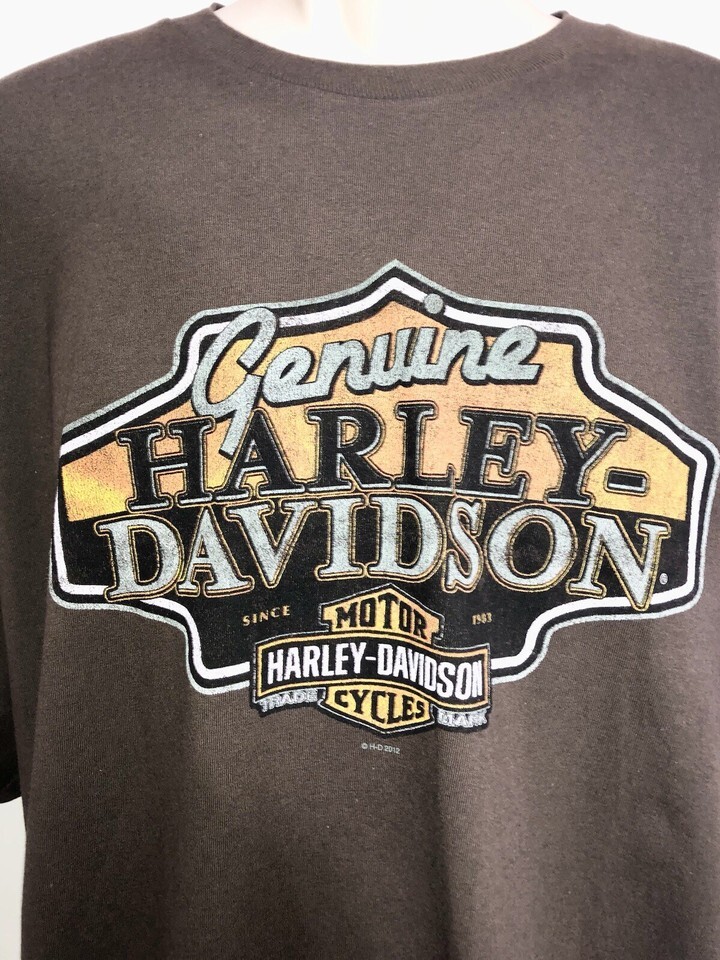 Genuine
HARLEY-
DAVIDSON®
SINCE 1903
MOTOR
HARLEY-DAVIDSON
CYCLES
TRADE MARK
© H-D 2012